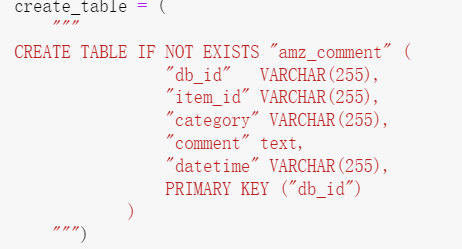 create_table = (
"""
CREATE TABLE IF NOT EXISTS "amz_comment" (
"db_id" VARCHAR(255),
"item_id" VARCHAR(255),
"category" VARCHAR(255),
"comment" text,
"datetime" VARCHAR(255),
PRIMARY KEY ("db_id")
)
""")